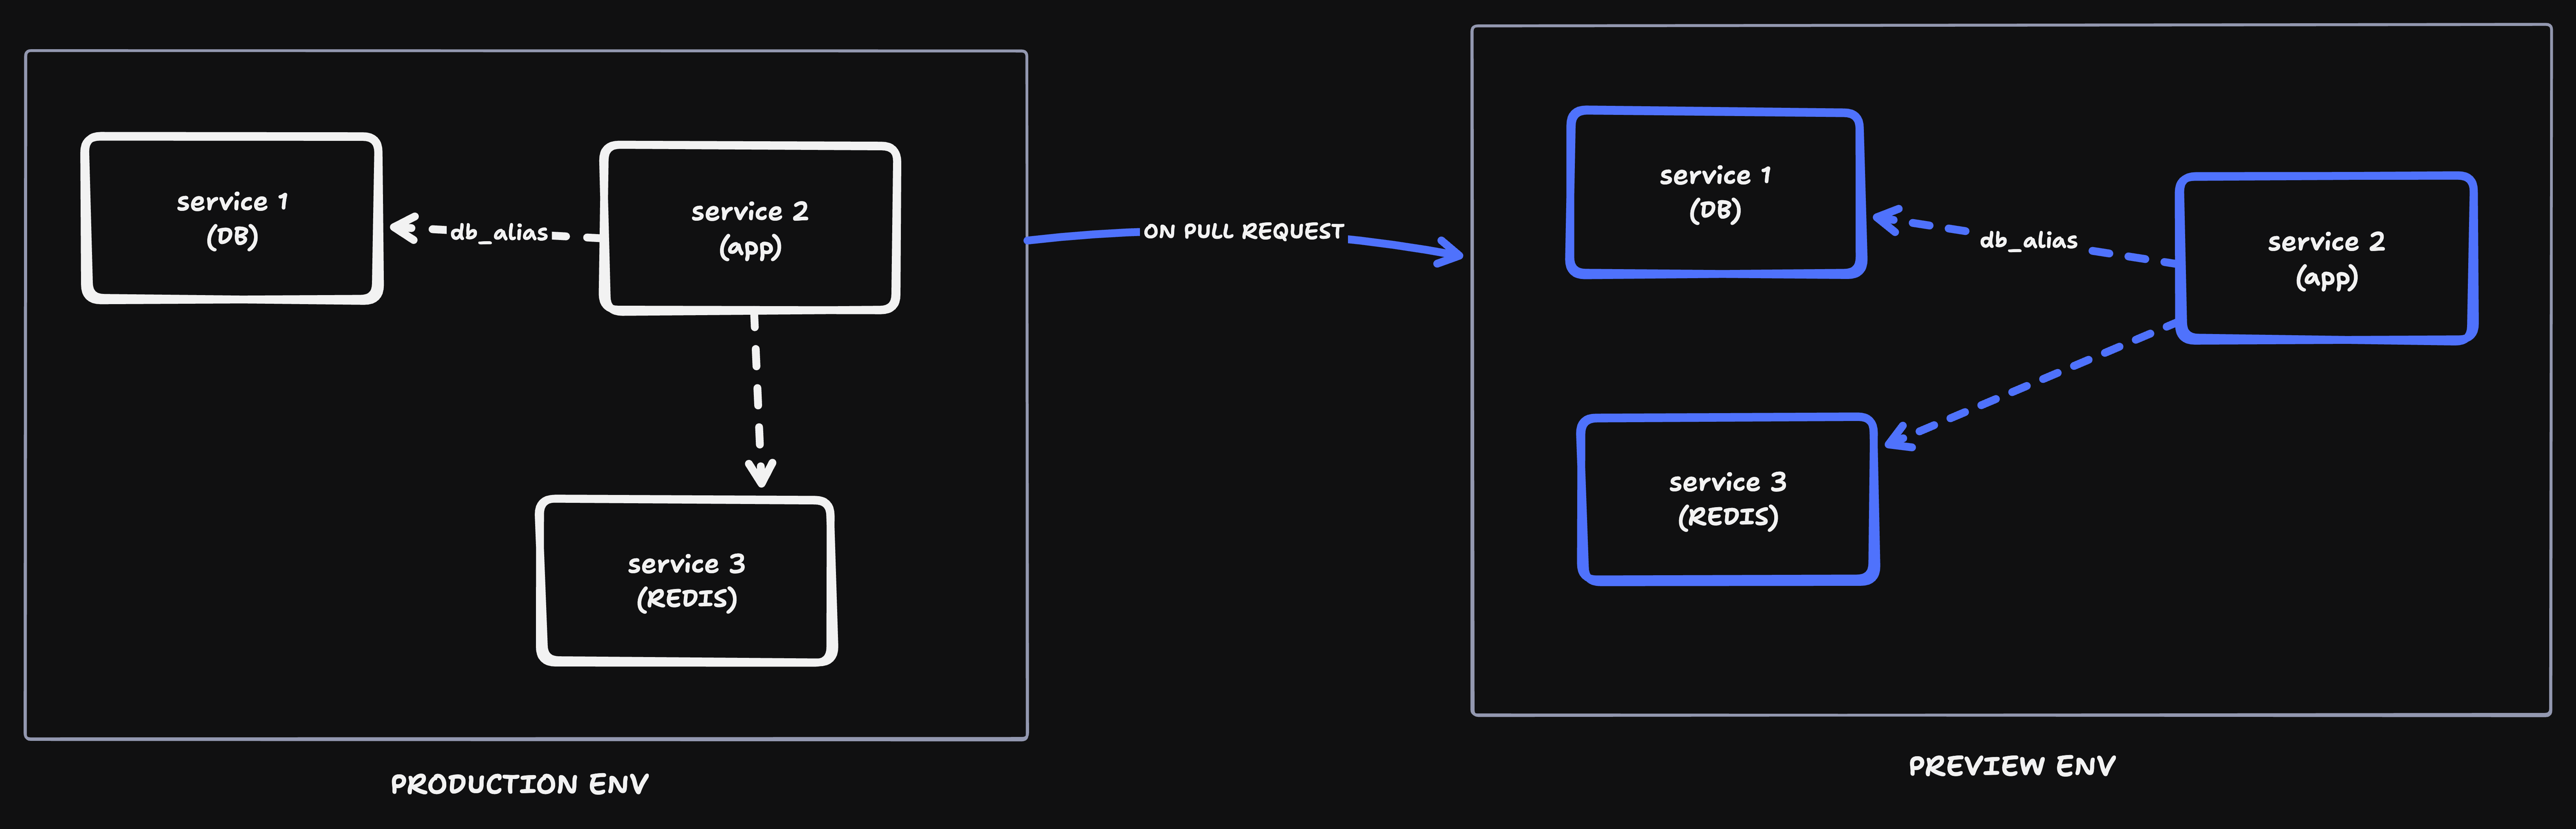 service 1
(DB)
db_alias
service 2
(app)
service 3
(REDIS)
PRODUCTION ENV
ON PULL REQUEST
service 1
(DB)
db_alias
service 2
(app)
service 3
(REDIS)
PREVIEW ENV